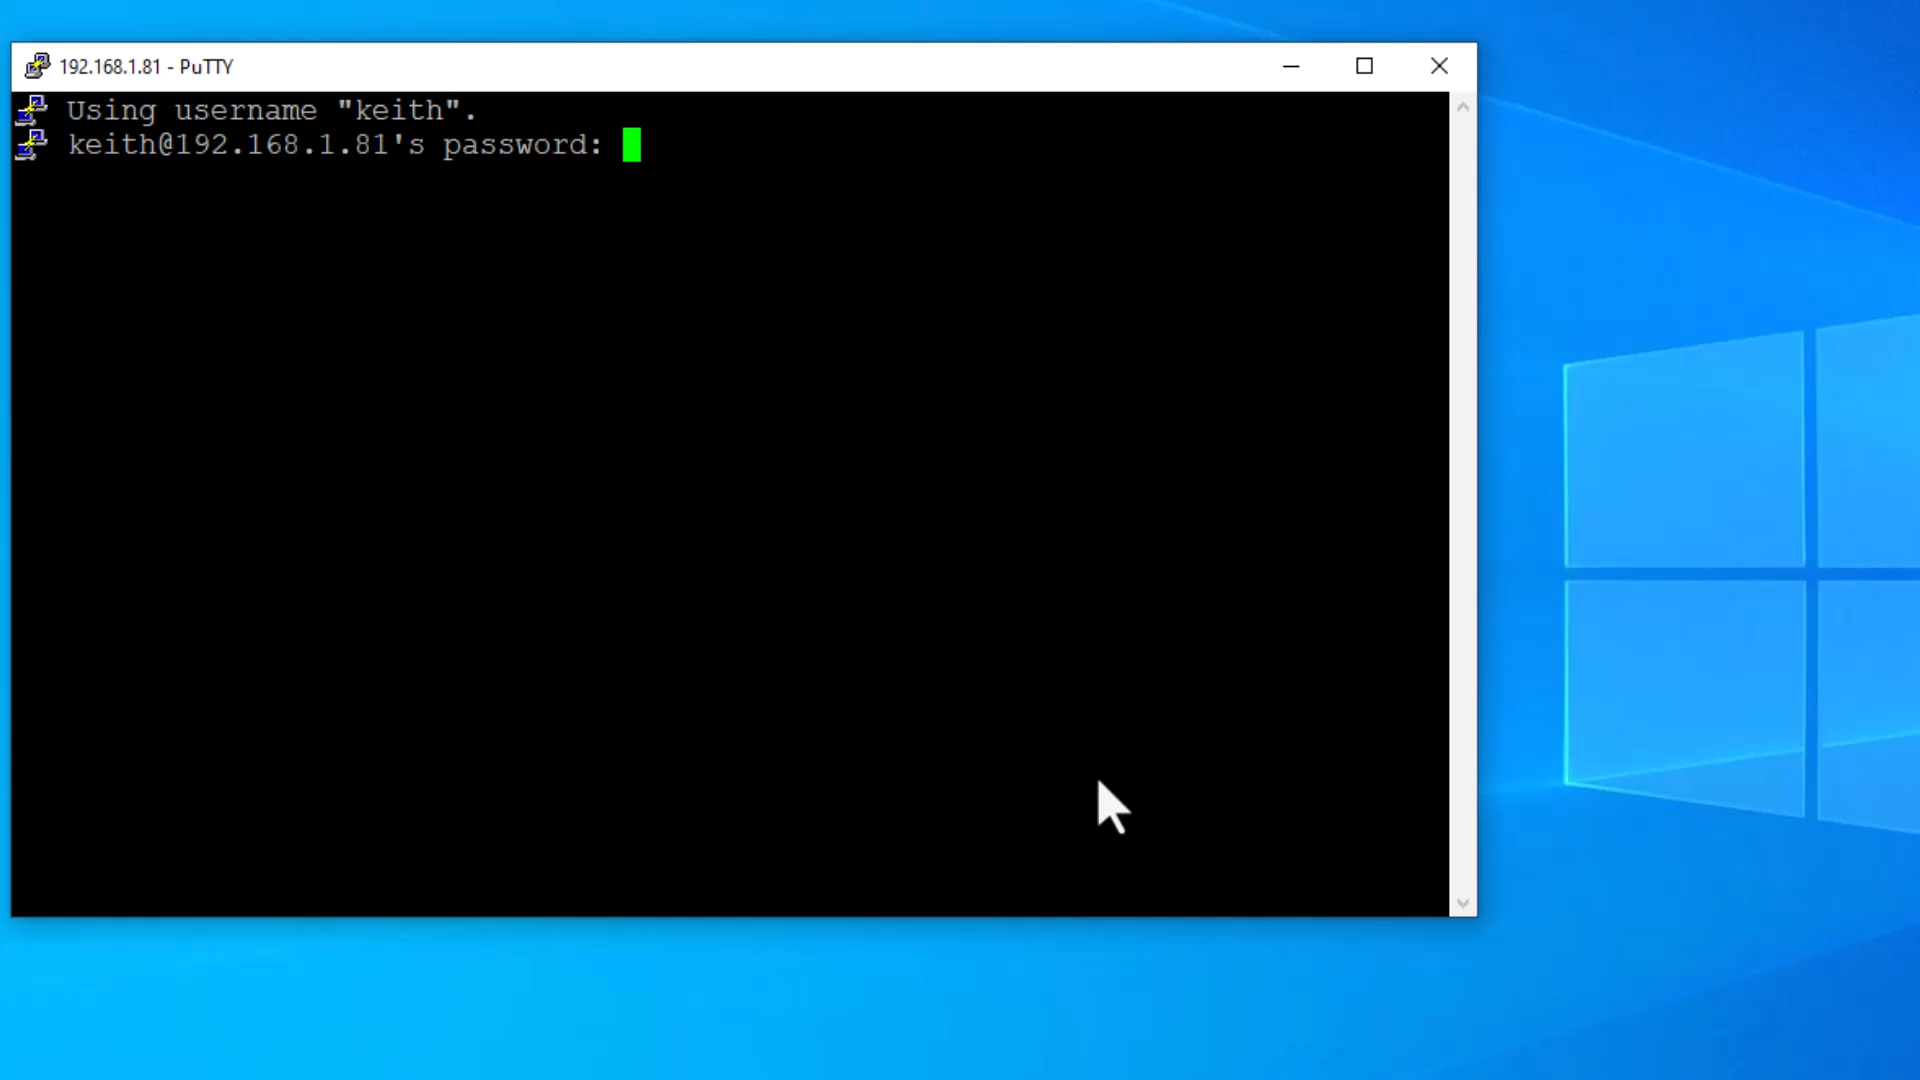 192.168.1.81 - PuTTY
Using username "keith".
keith@192.168.1.81's password: